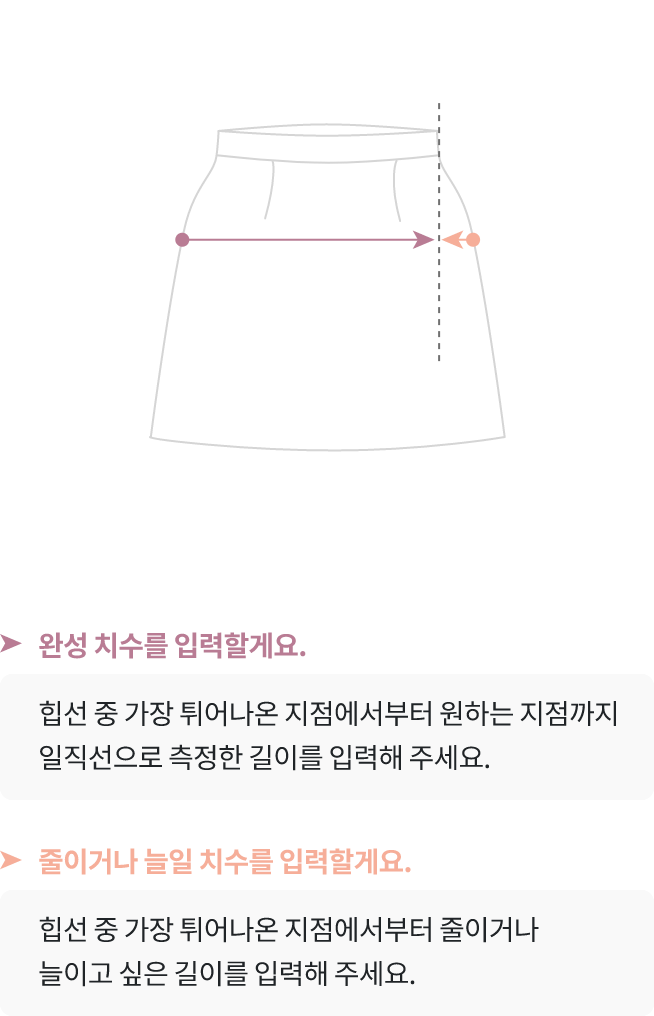 완성 치수를 입력할게요.
힙선 중 가장 튀어나온 지점에서부터 원하는 지점까지
일직선으로 측정한 길이를 입력해 주세요.
줄이거나 늘일 치수를 입력할게요.
힙선 중 가장 튀어나온 지점에서부터 줄이거나
늘이고 싶은 길이를 입력해 주세요.